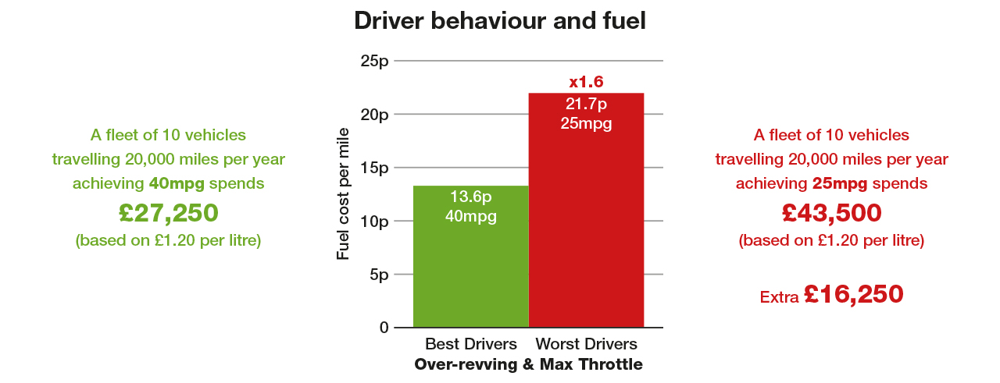 Driver behaviour and fuel
A fleet of 10 vehicles
travelling 20,000 miles per year
achieving 40mpg spends
£27,250
(based on £1.20 per litre)
Fuel cost per mile
25p
20p
15p
10p
5p
0
x1.6
21.7p
25mpg
13.6p
40mpg
Best Drivers
Worst Drivers
Over-revving & Max Throttle
A fleet of 10 vehicles
travelling 20,000 miles per year
achieving 25mpg spends
£43,500
(based on £1.20 per litre)
Extra £16,250